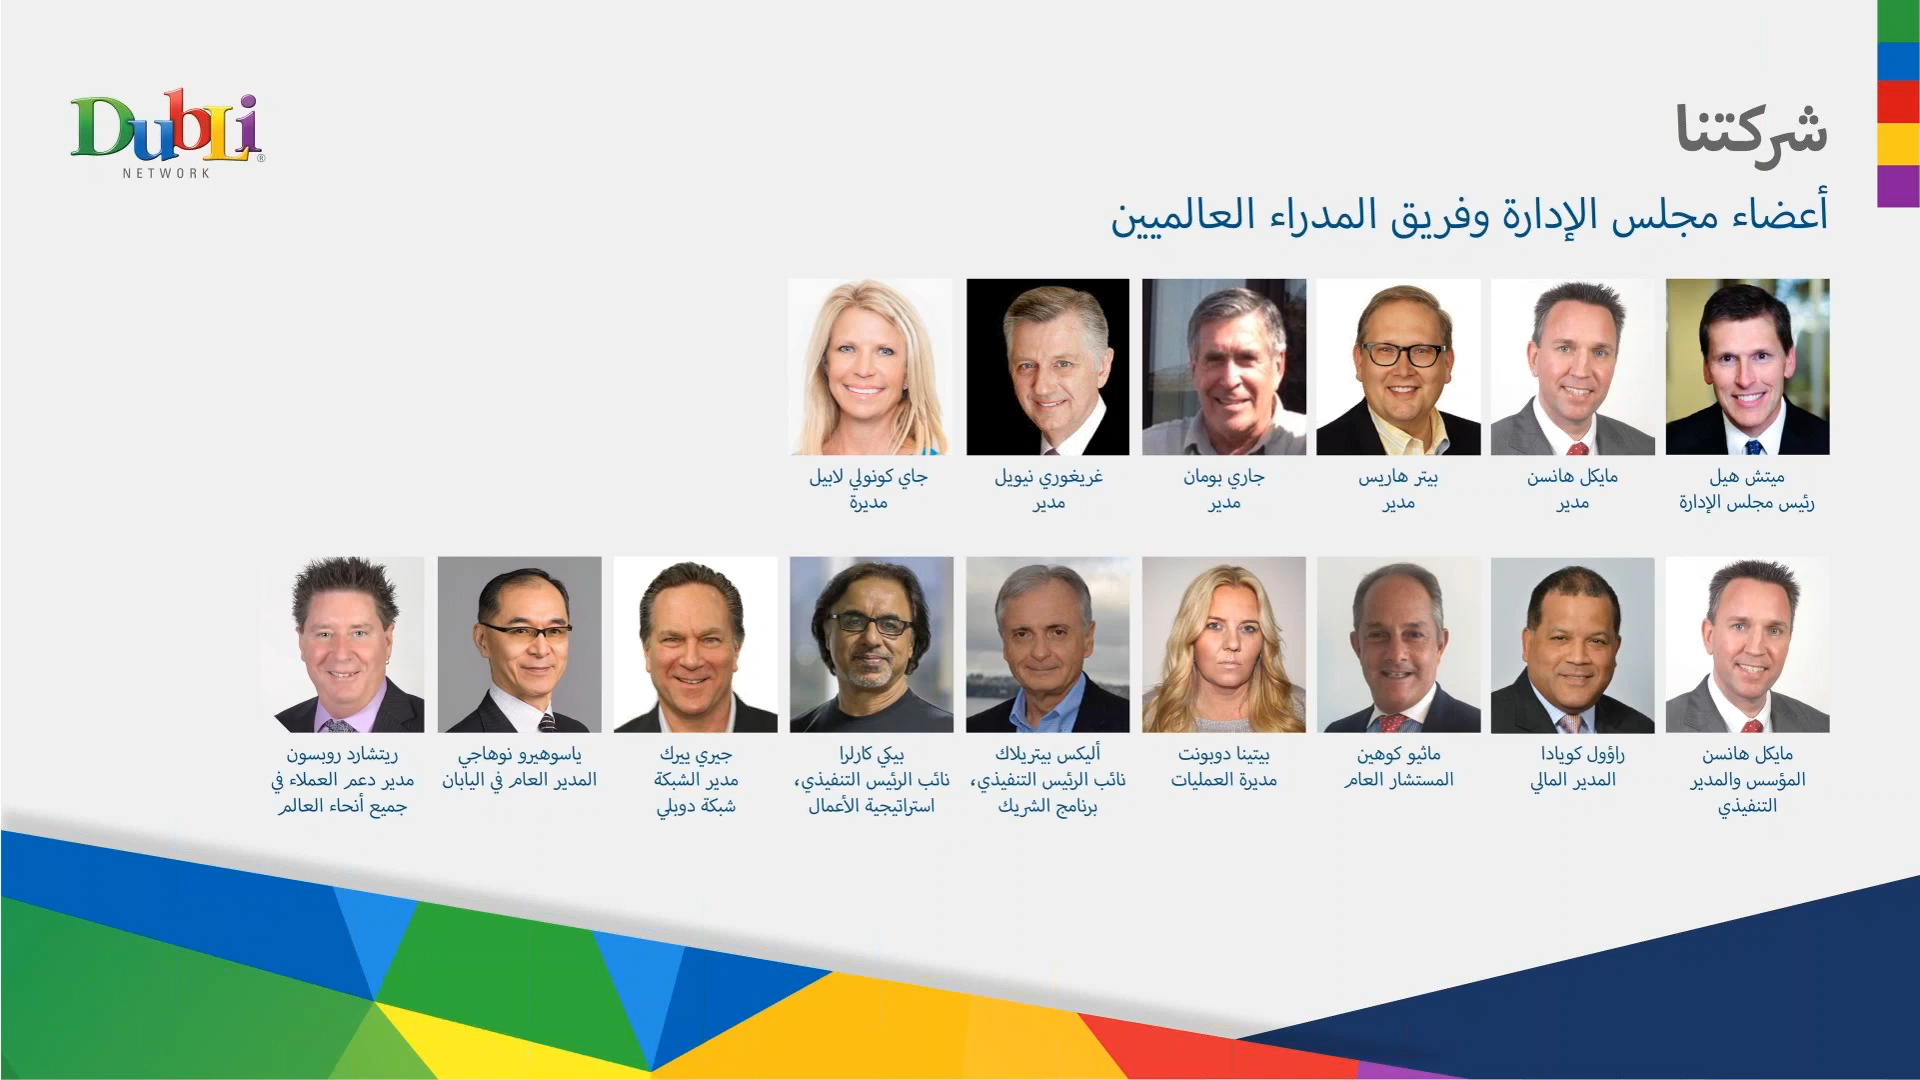 DubLi®
NETWORK
شركتنا
أعضاء مجلس الإدارة وفريق المدراء العالميين
ميتش هيل
رئيس مجلس الإدارة
مايكل هانسن
مدير
بيتر هاريس
مدير
جاري بومان
مدير
غريغوري نيويل
مدير
جاي كونولي لابيل
مديرة
مايكل هانسن
المؤسس والمدير
التنفيذي
راؤول كويادا
المدير المالي
ماثيو كوهين
المستشار العام
بيتينا دوبونت
مديرة العمليات
أليكس بيتريلاك
نائب الرئيس التنفيذي،
برنامج الشريك
بيكي كارلرا
نائب الرئيس التنفيذي،
استراتيجية الأعمال
جيري ييرك
مدير الشبكة
شبكة دوبلي
ياسوهيرو نوهاجي
المدير العام في اليابان
ريتشارد روبسون
مدير دعم العملاء في
جميع أنحاء العالم